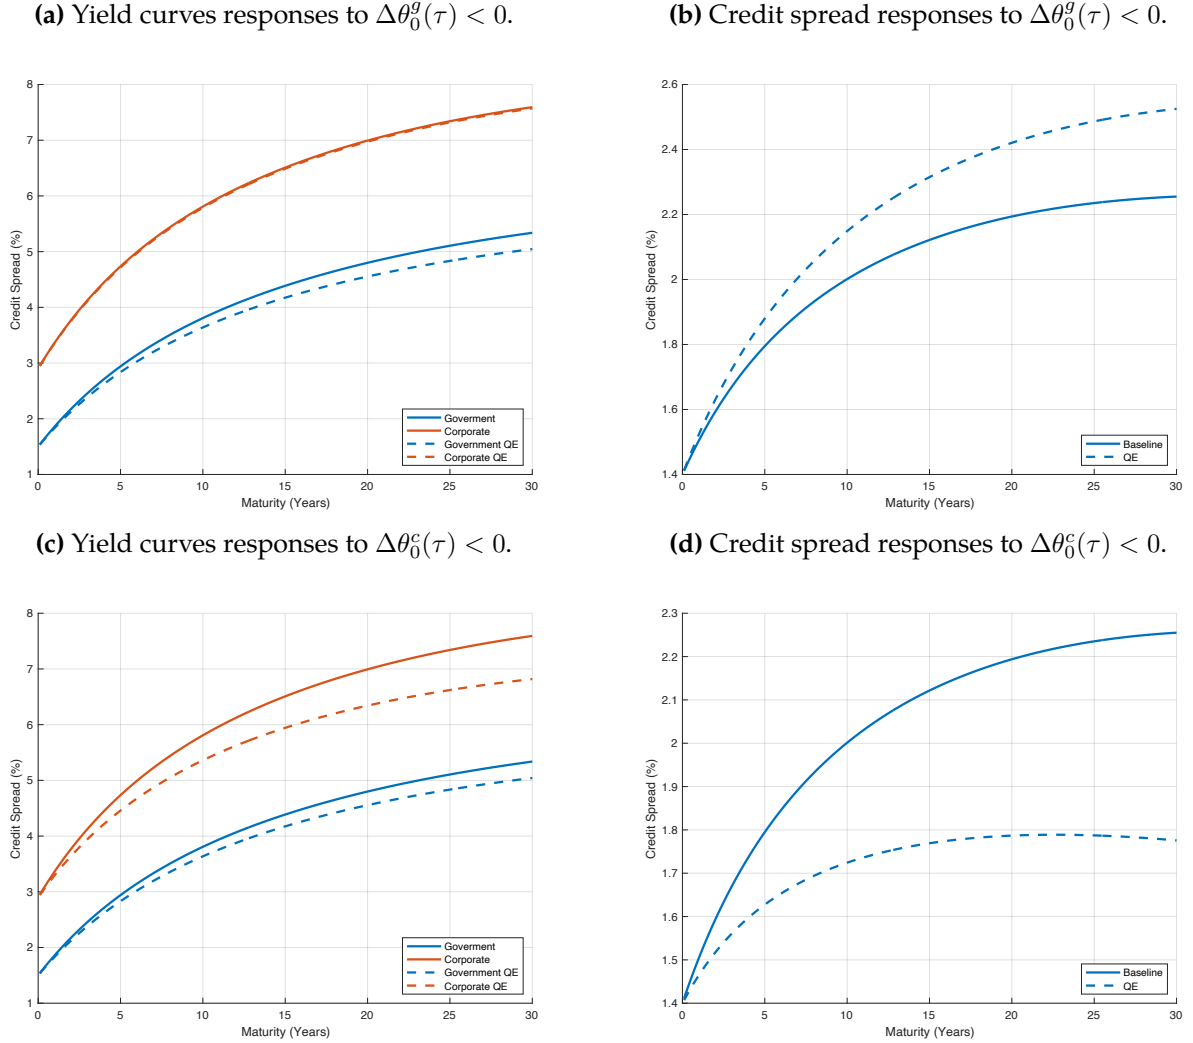 (a) Yield curves responses to Δθ₀ᵍ(τ) < 0.
(b) Credit spread responses to Δθ₀ᵍ(τ) < 0.
8
7
6
5
4
3
2
1
Credit Spread (%)
0 5 10 15 20 25 30
Maturity (Years)
Goverment
Corporate
Government QE
Corporate QE
2.6
2.4
2.2
2
1.8
1.6
1.4
Credit Spread (%)
0 5 10 15 20 25 30
Maturity (Years)
Baseline
QE
(c) Yield curves responses to Δθ₀ᶜ(τ) < 0.
(d) Credit spread responses to Δθ₀ᶜ(τ) < 0.
8
7
6
5
4
3
2
1
Credit Spread (%)
0 5 10 15 20 25 30
Maturity (Years)
Goverment
Corporate
Government QE
Corporate QE
2.3
2.2
2.1
2
1.9
1.8
1.7
1.6
1.5
1.4
Credit Spread (%)
0 5 10 15 20 25 30
Maturity (Years)
Baseline
QE